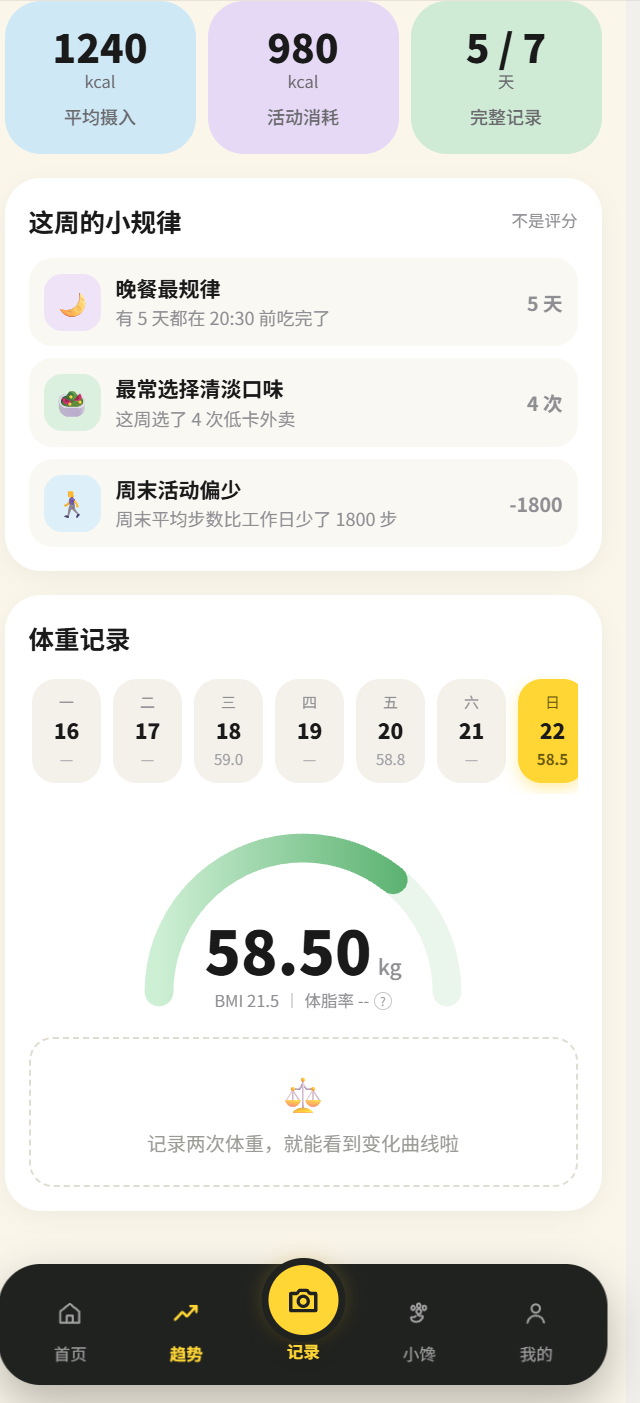 1240
kcal
平均摄入
980
kcal
活动消耗
5 / 7
天
完整记录
这周的小规律
不是评分
晚餐最规律
有 5 天都在 20:30 前吃完了
5 天
最常选择清淡口味
这周选了 4 次低卡外卖
4 次
周末活动偏少
周末平均步数比工作日少了 1800 步
-1800
体重记录
一
16
—
二
17
—
三
18
59.0
四
19
—
五
20
58.8
六
21
—
日
22
58.5
58.50 kg
BMI 21.5 | 体脂率 -- ?
记录两次体重，就能看到变化曲线啦
首页
趋势
记录
小馋
我的